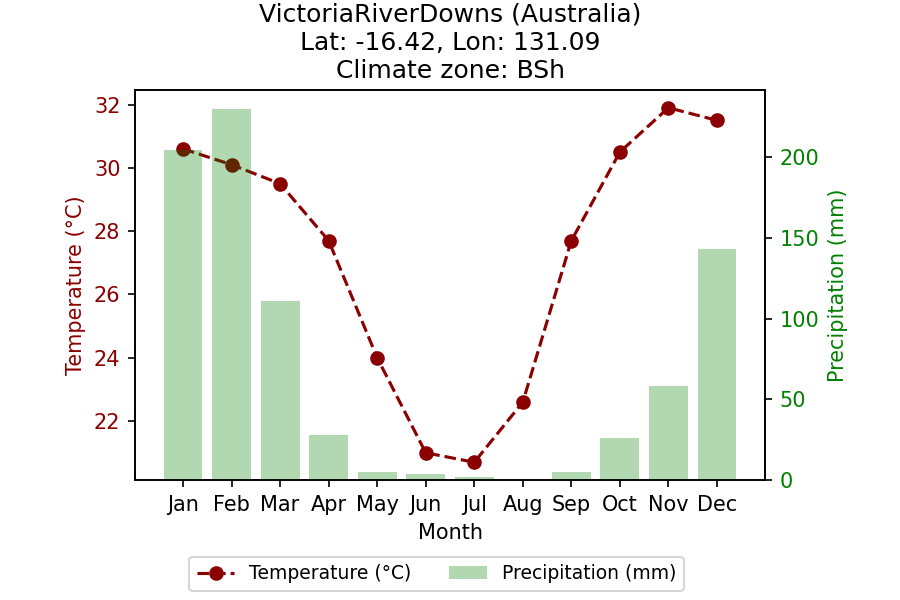 VictoriaRiverDowns (Australia)
Lat: -16.42, Lon: 131.09
Climate zone: BSh
32
30
28
26
24
22
Temperature (°C)
200
150
100
50
0
Precipitation (mm)
Jan Feb Mar Apr May Jun Jul Aug Sep Oct Nov Dec
Month
Temperature (°C) Precipitation (mm)